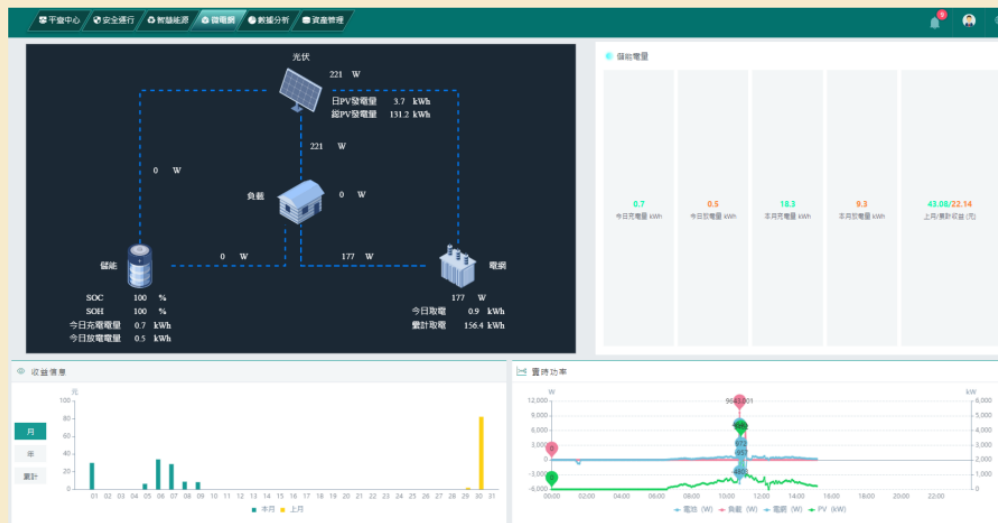 平臺中心 安全運行 智慧能源 微電網 數據分析 資產管理
9
光伏
221 W
日PV發電量 3.7 kWh
總PV發電量 131.2 kWh
221 W
0 W
負載
0 W
儲能
0 W
177 W
電網
SOC 100 %
SOH 100 %
今日充電電量 0.7 kWh
今日放電電量 0.5 kWh
177 W
今日取電 0.9 kWh
累計取電 156.4 kWh
儲能電量
0.7 0.5 18.3 9.3 43.08/22.14
今日充電量 kWh 今日放電量 kWh 本月充電量 kWh 本月放電量 kWh 上月/累計收益 (元)
收益信息
月
年
累計
元
100
80
60
40
20
0
01 02 03 04 05 06 07 08 09 10 11 12 13 14 15 16 17 18 19 20 21 22 23 24 25 26 27 28 29 30 31
本月 上月
實時功率
W kW
12,000 6,000
9,000 5,000
6,000 4,000
3,000 3,000
0 2,000
-3,000 1,000
-6,000 0
0
0
00:00 02:00 04:00 06:00 08:00 10:00 12:00 14:00 16:00 18:00 20:00 22:00
電池 (W) 負載 (W) 電網 (W) PV (kW)